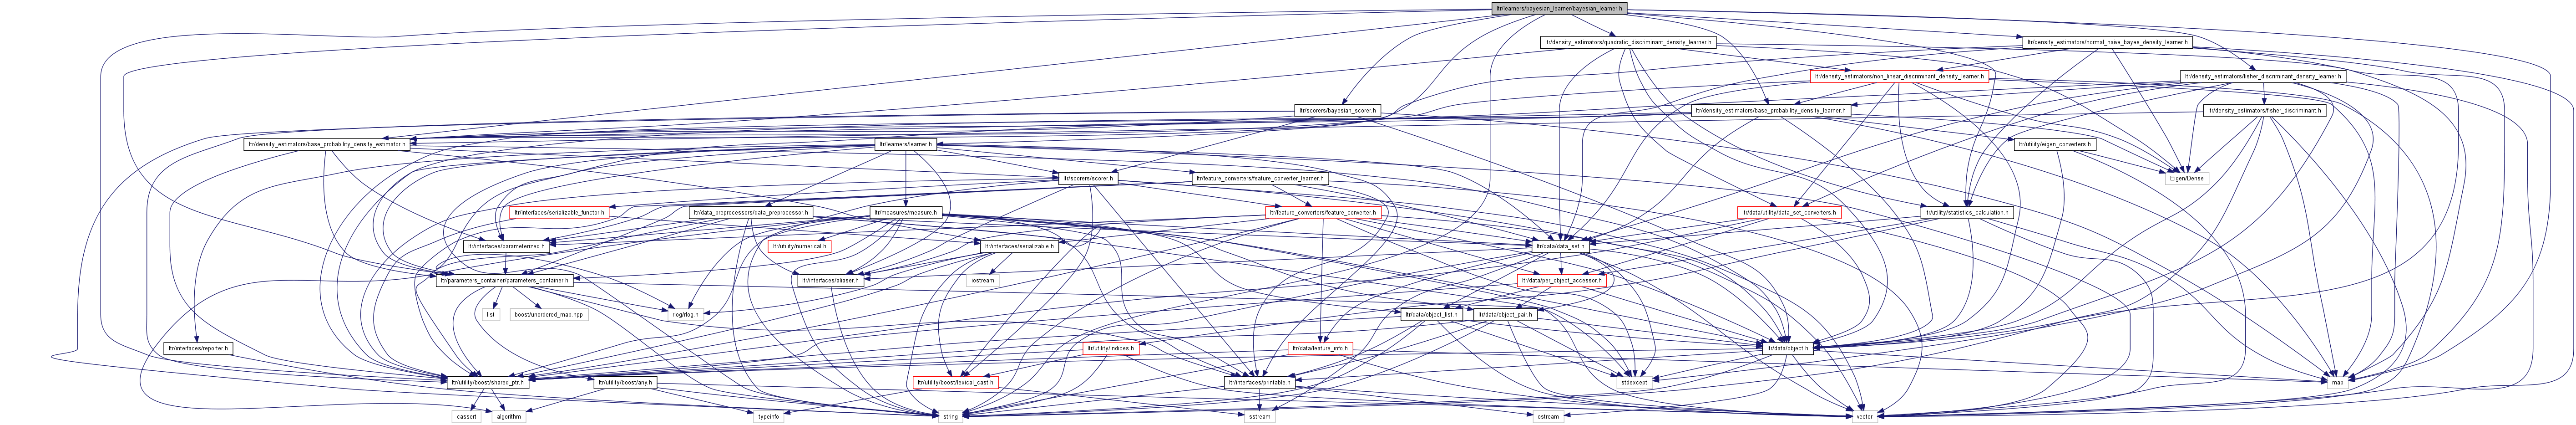 ltr/learners/bayesian_learner/bayesian_learner.h
ltr/density_estimators/quadratic_discriminant_density_learner.h
ltr/density_estimators/normal_naive_bayes_density_learner.h
ltr/density_estimators/non_linear_discriminant_density_learner.h
ltr/density_estimators/fisher_discriminant_density_learner.h
ltr/scorers/bayesian_scorer.h
ltr/density_estimators/base_probability_density_learner.h
ltr/density_estimators/fisher_discriminant.h
ltr/density_estimators/base_probability_density_estimator.h
ltr/learners/learner.h
ltr/utility/eigen_converters.h
ltr/scorers/scorer.h
ltr/feature_converters/feature_converter_learner.h
Eigen/Dense
ltr/interfaces/serializable_functor.h
ltr/data_preprocessors/data_preprocessor.h
ltr/measures/measure.h
ltr/feature_converters/feature_converter.h
ltr/data/utility/data_set_converters.h
ltr/utility/statistics_calculation.h
ltr/interfaces/parameterized.h
ltr/utility/numerical.h
ltr/interfaces/serializable.h
ltr/data/data_set.h
ltr/parameters_container/parameters_container.h
ltr/interfaces/aliaser.h
iostream
ltr/data/per_object_accessor.h
list
boost/unordered_map.hpp
rlog/rlog.h
ltr/data/object_list.h
ltr/data/object_pair.h
ltr/interfaces/reporter.h
ltr/utility/indices.h
ltr/data/feature_info.h
ltr/data/object.h
ltr/utility/boost/shared_ptr.h
ltr/utility/boost/any.h
ltr/utility/boost/lexical_cast.h
ltr/interfaces/printable.h
stdexcept
map
cassert
algorithm
typeinfo
string
sstream
ostream
vector